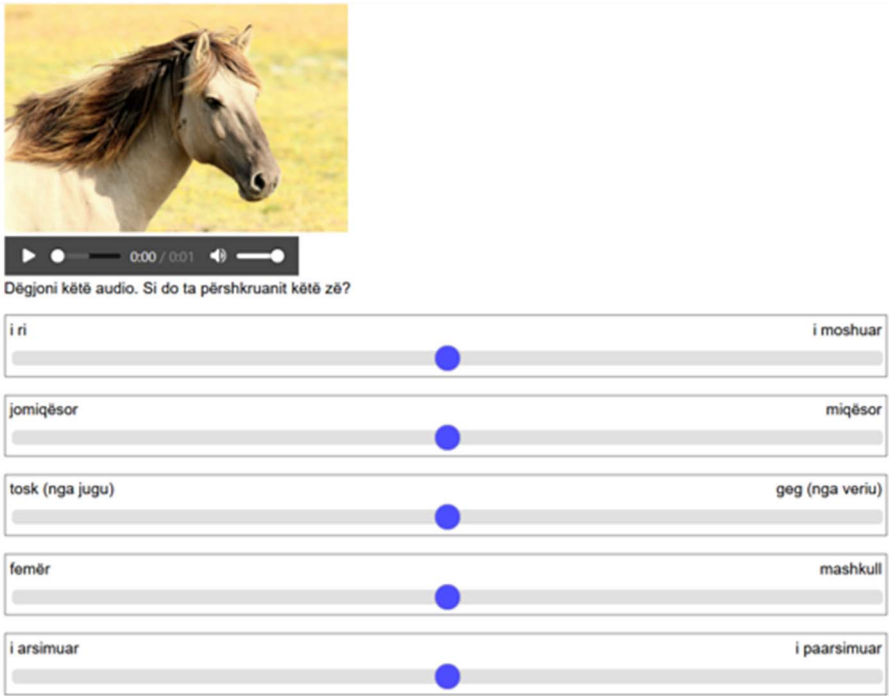 0:00 / 0:01
Dëgjoni këtë audio. Si do ta përshkruanit këtë zë?
i ri i moshuar
jomiqësor miqësor
tosk (nga jugu) geg (nga veriu)
femër mashkull
i arsimuar i paarsimuar